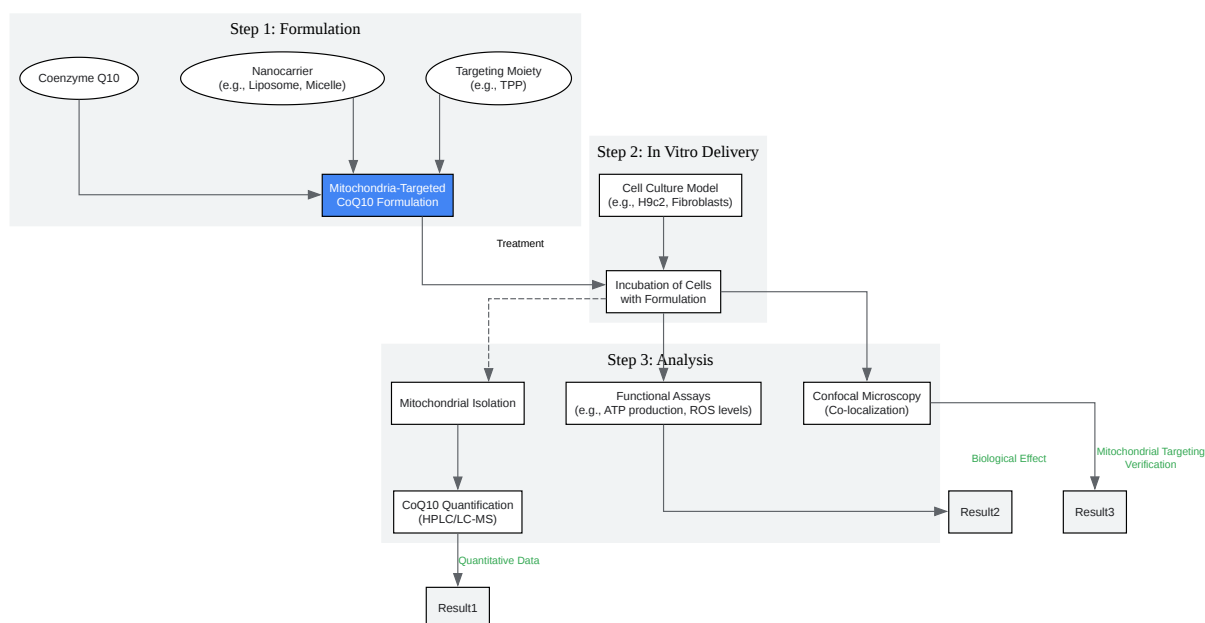 Step 1: Formulation
Coenzyme Q10
Nanocarrier
(e.g., Liposome, Micelle)
Targeting Moiety
(e.g., TPP)
Mitochondria-Targeted
CoQ10 Formulation
Step 2: In Vitro Delivery
Cell Culture Model
(e.g., H9c2, Fibroblasts)
Treatment
Incubation of Cells
with Formulation
Step 3: Analysis
Mitochondrial Isolation
Functional Assays
(e.g., ATP production, ROS levels)
Confocal Microscopy
(Co-localization)
Biological Effect
Mitochondrial Targeting
Verification
CoQ10 Quantification
(HPLC/LC-MS)
Result2
Result3
Quantitative Data
Result1